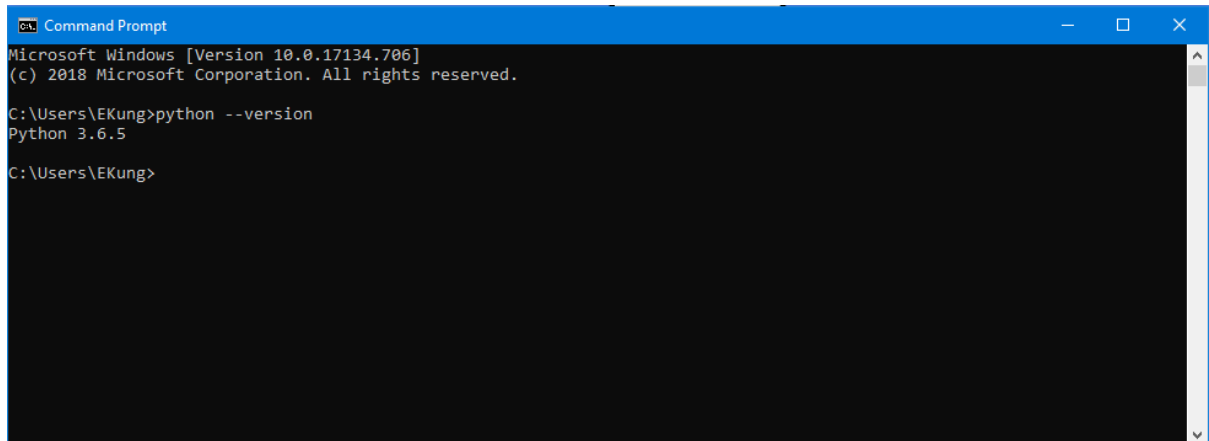 Command Prompt
Microsoft Windows [Version 10.0.17134.706]
(c) 2018 Microsoft Corporation. All rights reserved.
C:\Users\EKung>python --version
Python 3.6.5
C:\Users\EKung>